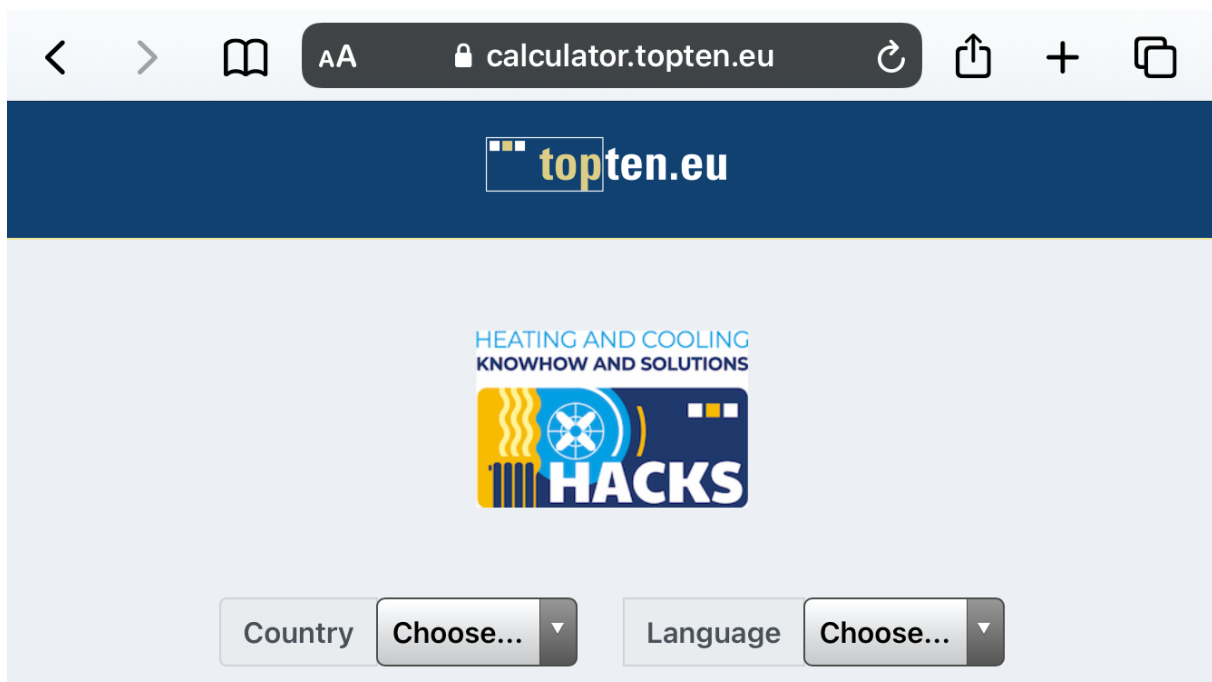 AA calculator.topten.eu
topten.eu
HEATING AND COOLING
KNOWHOW AND SOLUTIONS
HACKS
Country Choose... Language Choose...